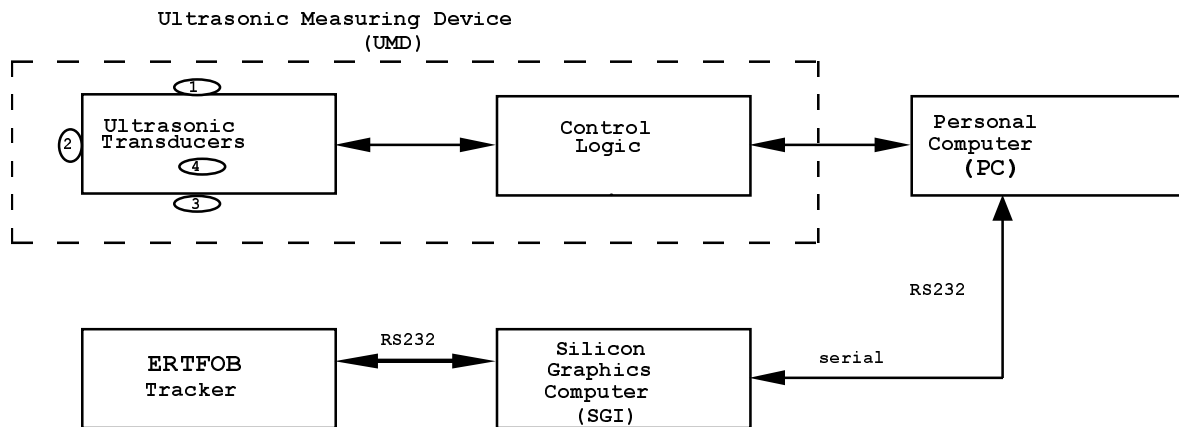 Ultrasonic Measuring Device
(UMD)
1
Ultrasonic
Transducers
2
4
3
Control
Logic
Personal
Computer
(PC)
RS232
ERTFOB
Tracker
RS232
Silicon
Graphics
Computer
(SGI)
serial